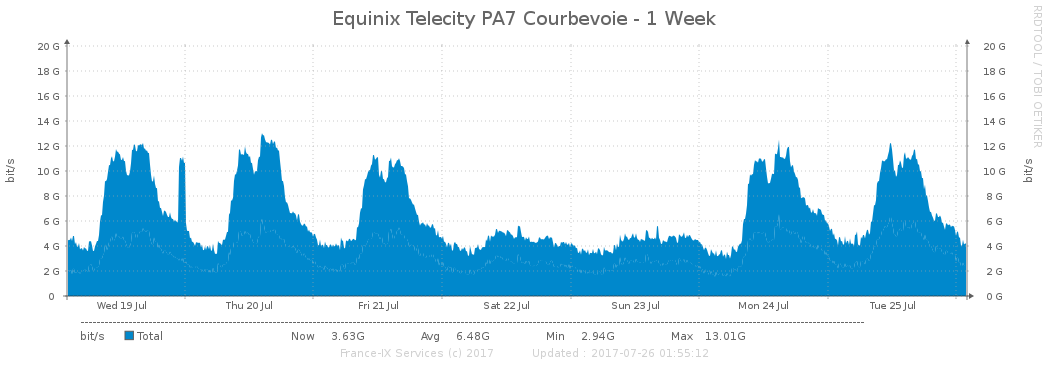 Equinix Telecity PA7 Courbevoie - 1 Week
RRDTOOL / TOBI OETIKER
20 G 20 G
18 G 18 G
16 G 16 G
14 G 14 G
12 G 12 G
10 G 10 G
8 G 8 G
6 G 6 G
4 G 4 G
2 G 2 G
0 0 G
bit/s bit/s
Wed 19 Jul Thu 20 Jul Fri 21 Jul Sat 22 Jul Sun 23 Jul Mon 24 Jul Tue 25 Jul
bit/s Total Now 3.63G Avg 6.48G Min 2.94G Max 13.01G
France-IX Services (c) 2017 Updated : 2017-07-26 01:55:12